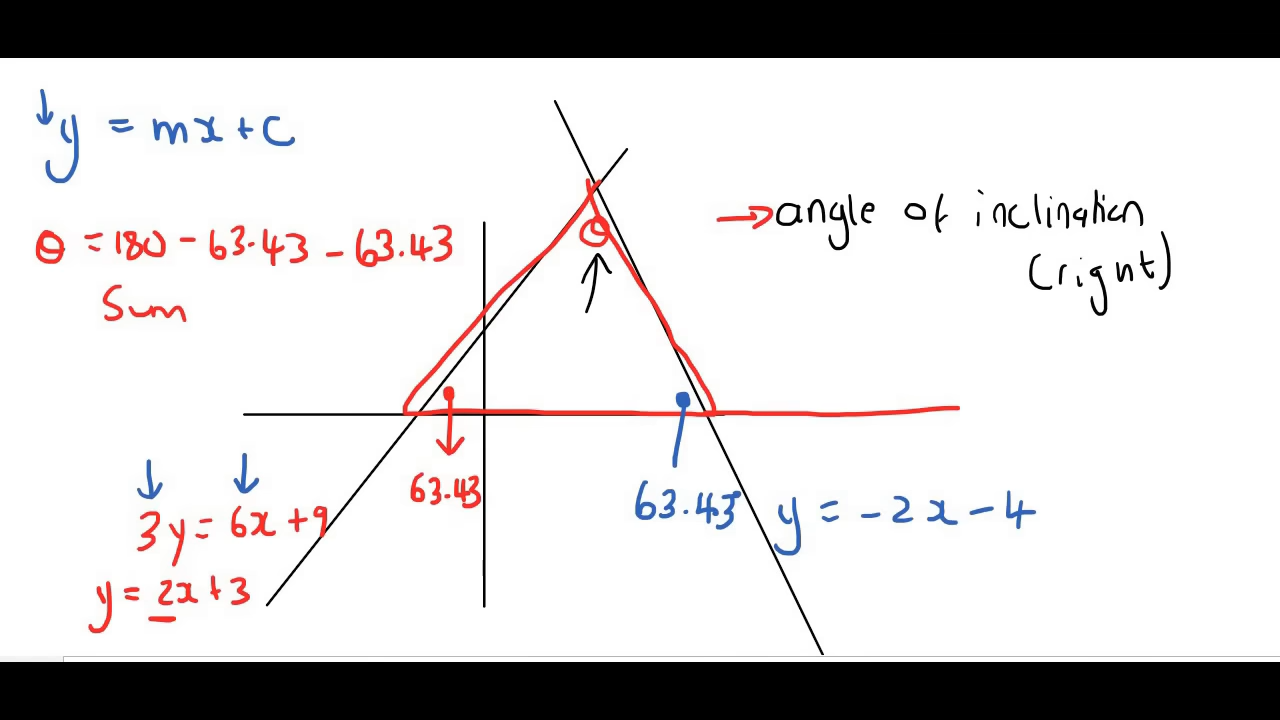 y = mx + c
θ = 180 - 63.43 - 63.43
Sum
→ angle of inclination
(right)
θ
63.43
63.43°
3y = 6x + 9
y = 2x + 3
y = -2x - 4